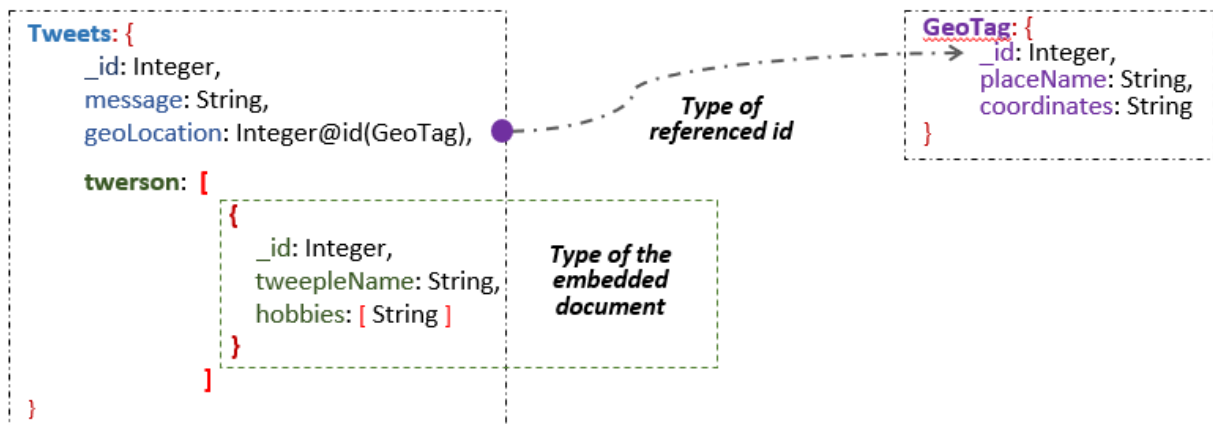 Tweets: {
_id: Integer,
message: String,
geoLocation: Integer@id(GeoTag),
twerson: [
{
_id: Integer,
tweepleName: String,
hobbies: [ String ]
}
]
}
Type of
referenced id
Type of the
embedded
document
GeoTag: {
_id: Integer,
placeName: String,
coordinates: String
}